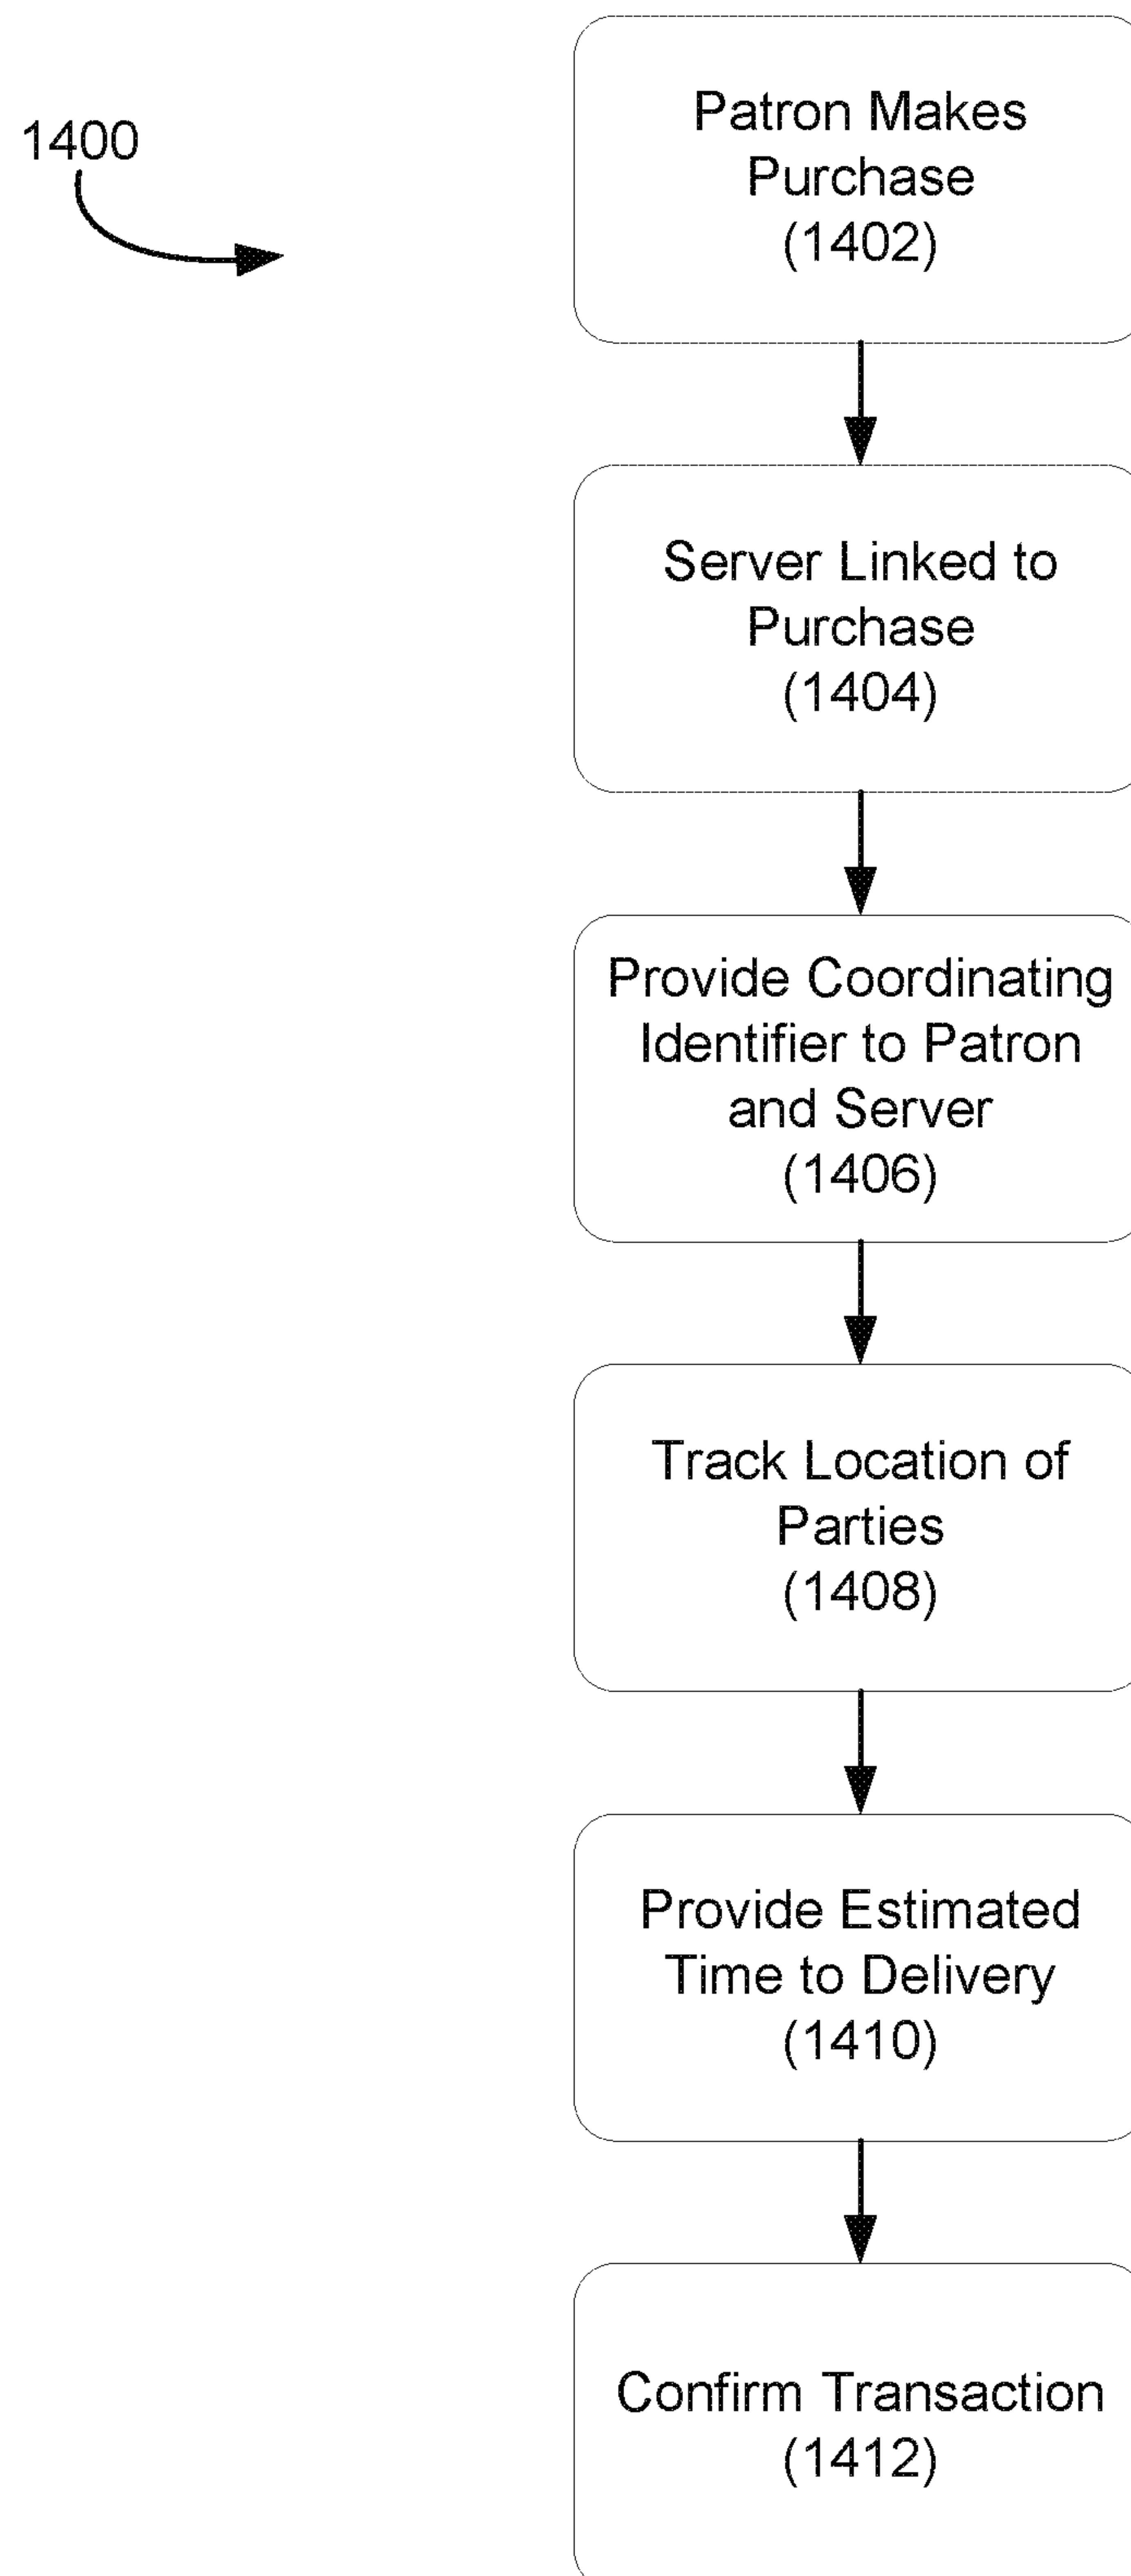 1400
Patron Makes
Purchase
(1402)
Server Linked to
Purchase
(1404)
Provide Coordinating
Identifier to Patron
and Server
(1406)
Track Location of
Parties
(1408)
Provide Estimated
Time to Delivery
(1410)
Confirm Transaction
(1412)